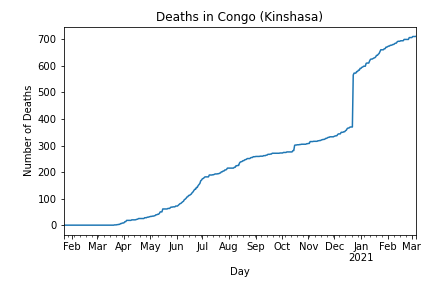 Deaths in Congo (Kinshasa)
Number of Deaths
700
600
500
400
300
200
100
0
Feb Mar Apr May Jun Jul Aug Sep Oct Nov Dec Jan Feb Mar
2021
Day